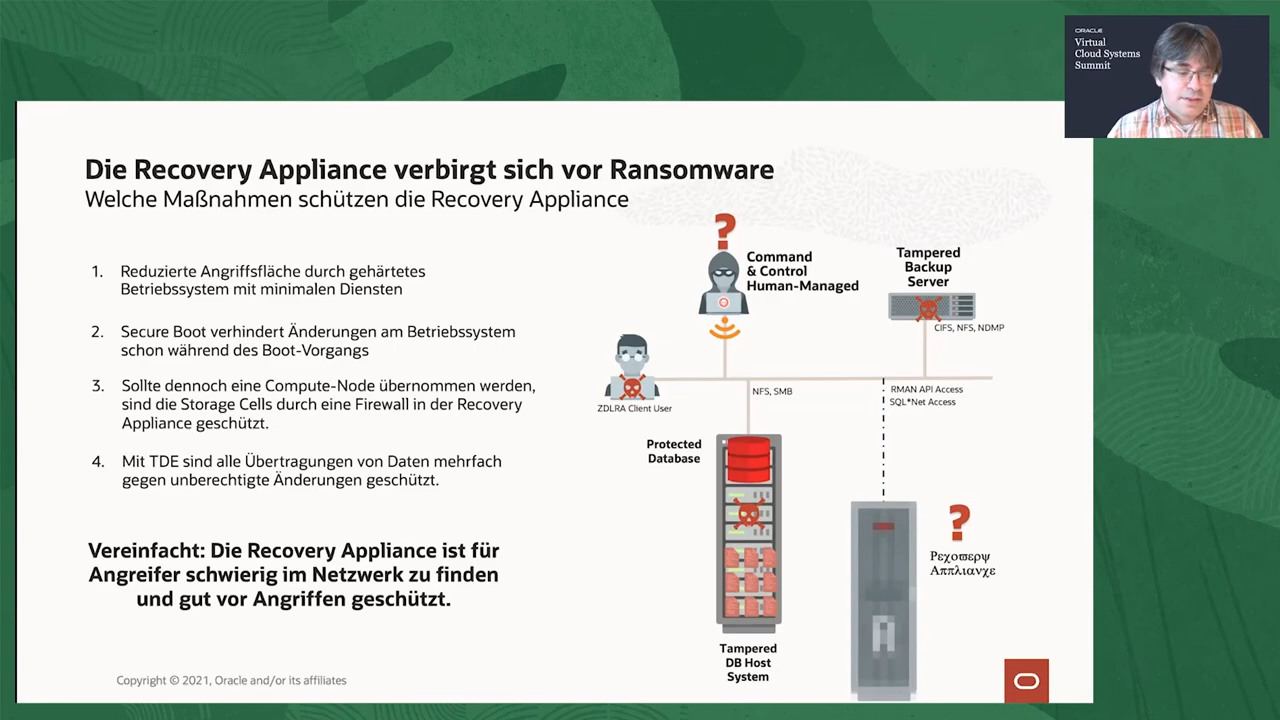 ORACLE
Virtual
Cloud Systems
Summit
Die Recovery Appliance verbirgt sich vor Ransomware
Welche Maßnahmen schützen die Recovery Appliance
1. Reduzierte Angriffsfläche durch gehärtetes
Betriebssystem mit minimalen Diensten
2. Secure Boot verhindert Änderungen am Betriebssystem
schon während des Boot-Vorgangs
3. Sollte dennoch eine Compute-Node übernommen werden,
sind die Storage Cells durch eine Firewall in der Recovery
Appliance geschützt.
4. Mit TDE sind alle Übertragungen von Daten mehrfach
gegen unberechtigte Änderungen geschützt.
Vereinfacht: Die Recovery Appliance ist für
Angreifer schwierig im Netzwerk zu finden
und gut vor Angriffen geschützt.
?
Command
& Control
Human-Managed
Tampered
Backup
Server
CIFS, NFS, NDMP
ZDLRA Client User
NFS, SMB
RMAN API Access
SQL*Net Access
Protected
Database
?
Ρεχοϖερψ
Αππλιανχε
Tampered
DB Host
System
Copyright © 2021, Oracle and/or its affiliates